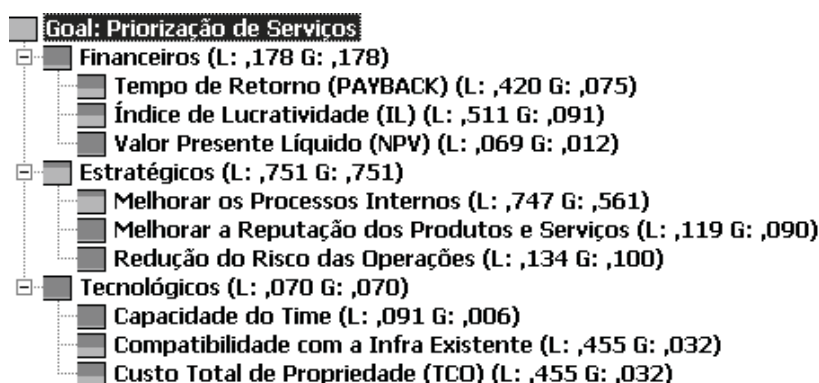 Goal: Priorização de Serviços
Financeiros (L: ,178 G: ,178)
Tempo de Retorno (PAYBACK) (L: ,420 G: ,075)
Índice de Lucratividade (IL) (L: ,511 G: ,091)
Valor Presente Líquido (NPV) (L: ,069 G: ,012)
Estratégicos (L: ,751 G: ,751)
Melhorar os Processos Internos (L: ,747 G: ,561)
Melhorar a Reputação dos Produtos e Serviços (L: ,119 G: ,090)
Redução do Risco das Operações (L: ,134 G: ,100)
Tecnológicos (L: ,070 G: ,070)
Capacidade do Time (L: ,091 G: ,006)
Compatibilidade com a Infra Existente (L: ,455 G: ,032)
Custo Total de Propriedade (TCO) (L: ,455 G: ,032)